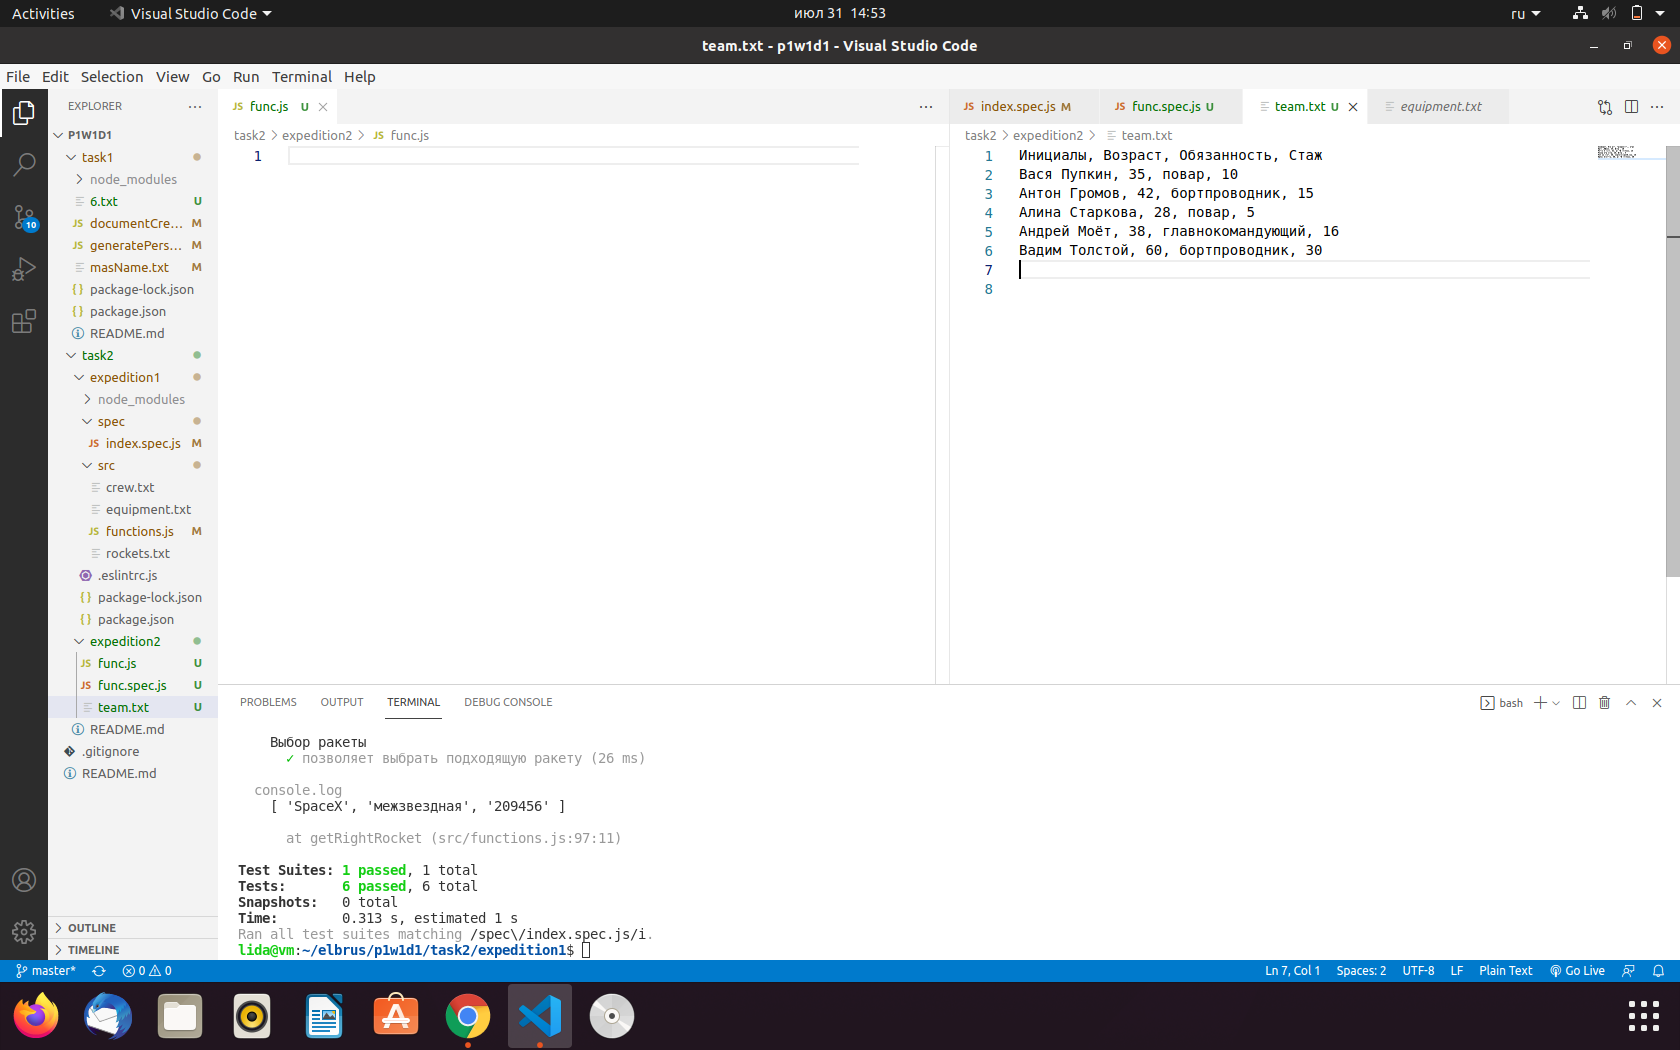 Activities Visual Studio Code июл 31 14:53 ru
team.txt - p1w1d1 - Visual Studio Code
File Edit Selection View Go Run Terminal Help
EXPLORER
P1W1D1
task1
node_modules
6.txt U
documentCre... M
generatePers... M
masName.txt M
package-lock.json
package.json
README.md
task2
expedition1
node_modules
spec
index.spec.js M
src
crew.txt
equipment.txt
functions.js M
rockets.txt
.eslintrc.js
package-lock.json
package.json
expedition2
func.js U
func.spec.js U
team.txt U
README.md
.gitignore
README.md
OUTLINE
TIMELINE
10
JS func.js U
task2 > expedition2 > JS func.js
1
JS index.spec.js M JS func.spec.js U team.txt U equipment.txt
task2 > expedition2 > team.txt
1 Инициалы, Возраст, Обязанность, Стаж
2 Вася Пупкин, 35, повар, 10
3 Антон Громов, 42, бортпроводник, 15
4 Алина Старкова, 28, повар, 5
5 Андрей Моёт, 38, главнокомандующий, 16
6 Вадим Толстой, 60, бортпроводник, 30
7
8
PROBLEMS OUTPUT TERMINAL DEBUG CONSOLE bash
Выбор ракеты
✓ позволяет выбрать подходящую ракету (26 ms)
console.log
[ 'SpaceX', 'межзвездная', '209456' ]
at getRightRocket (src/functions.js:97:11)
Test Suites: 1 passed, 1 total
Tests: 6 passed, 6 total
Snapshots: 0 total
Time: 0.313 s, estimated 1 s
Ran all test suites matching /spec\/index.spec.js/i.
lida@vm:~/elbrus/p1w1d1/task2/expedition1$
master* 0 0 Ln 7, Col 1 Spaces: 2 UTF-8 LF Plain Text Go Live